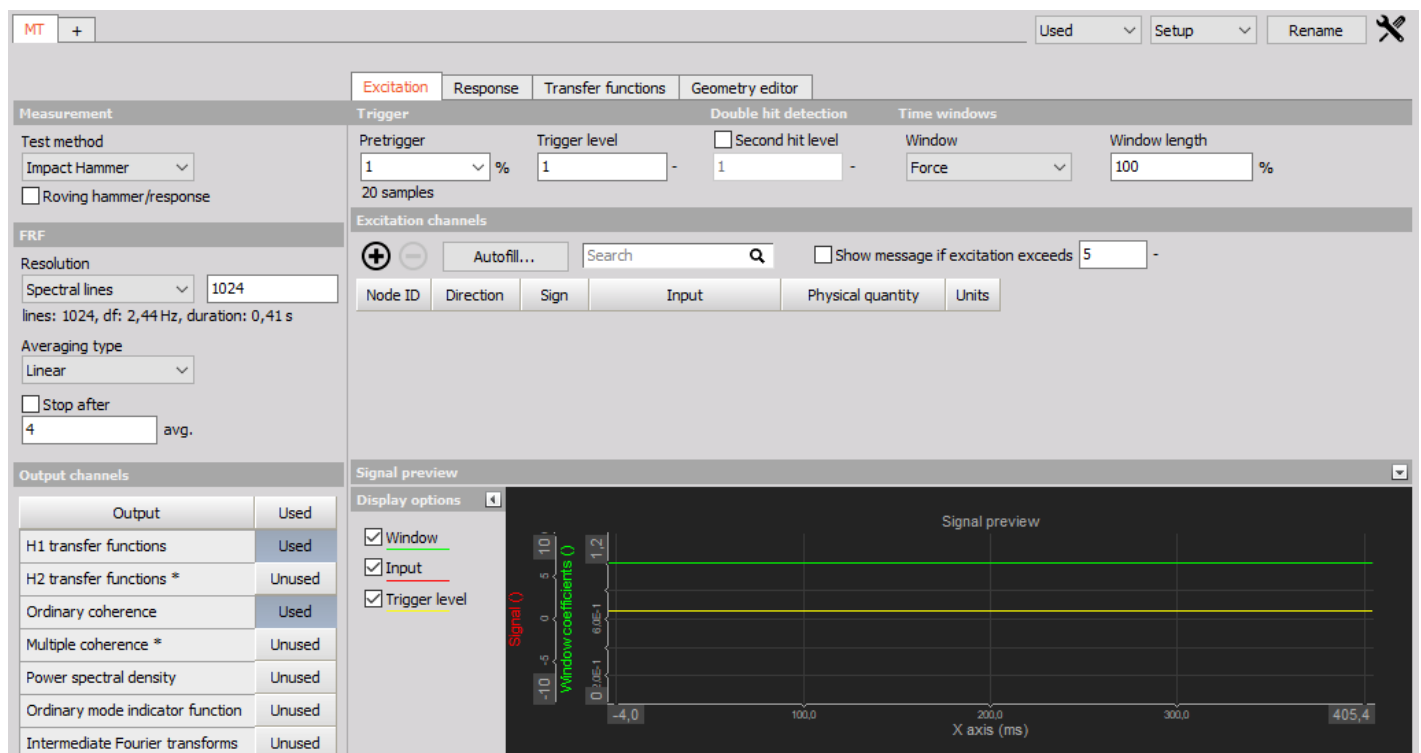 MT + Used Setup Rename
Excitation Response Transfer functions Geometry editor
Measurement
Test method
Impact Hammer
Roving hammer/response
FRF
Resolution
Spectral lines 1024
lines: 1024, df: 2,44 Hz, duration: 0,41 s
Averaging type
Linear
Stop after
4 avg.
Output channels
Output Used
H1 transfer functions Used
H2 transfer functions * Unused
Ordinary coherence Used
Multiple coherence * Unused
Power spectral density Unused
Ordinary mode indicator function Unused
Intermediate Fourier transforms Unused
Trigger Double hit detection Time windows
Pretrigger Trigger level Second hit level Window Window length
1 % 1 - 1 - Force 100 %
20 samples
Excitation channels
Autofill... Search Show message if excitation exceeds 5 -
Node ID Direction Sign Input Physical quantity Units
Signal preview
Display options
Window
Input
Trigger level
Signal preview
Signal ()
10
5
0
-5
-10
Window coefficients ()
1,2
6.0E-1
2.0E-1
0
-4,0 100,0 200,0 300,0 405,4
X axis (ms)